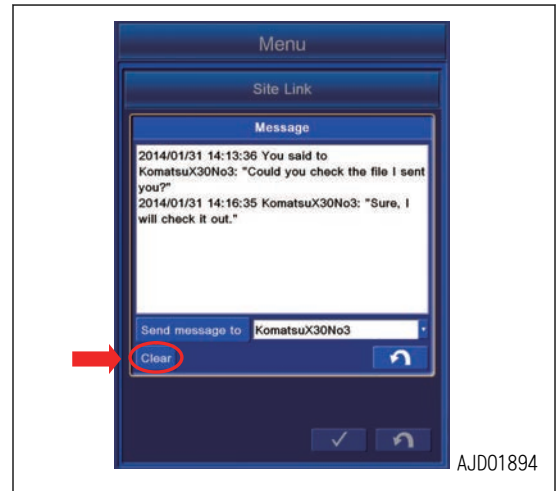 Menu
Site Link
Message
2014/01/31 14:13:36 You said to
KomatsuX30No3: "Could you check the file I sent
you?"
2014/01/31 14:16:35 KomatsuX30No3: "Sure, I
will check it out."
Send message to KomatsuX30No3
Clear
AJD01894